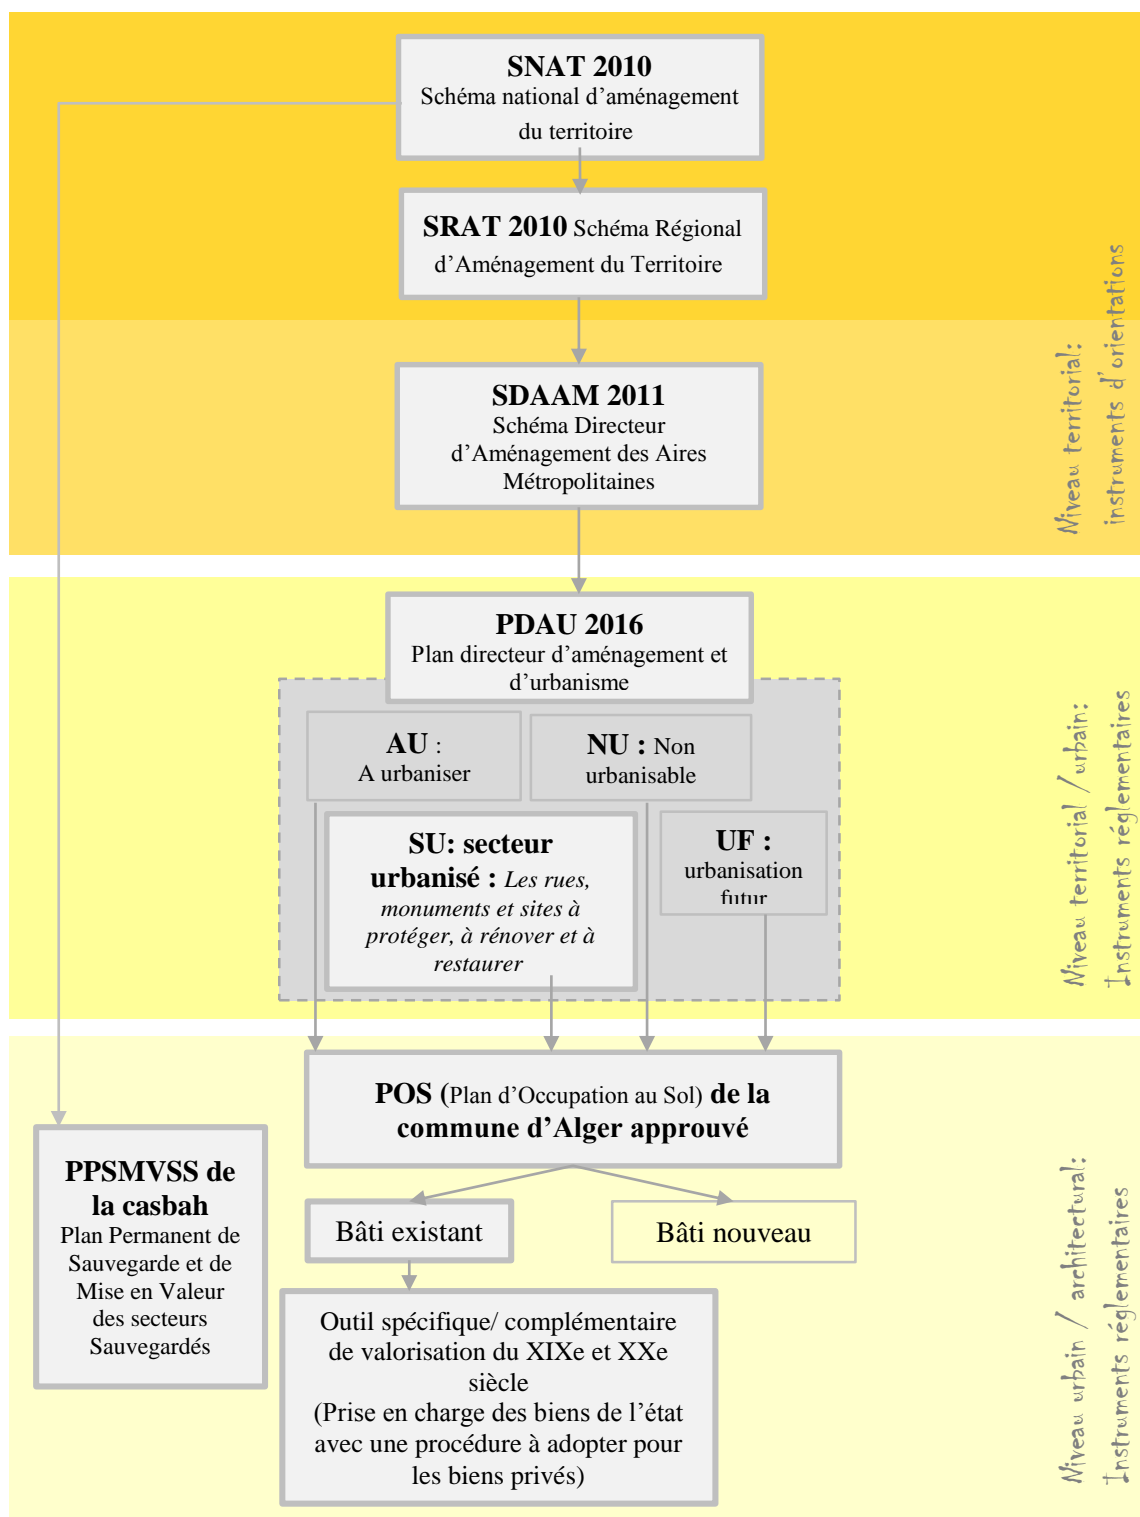 SNAT 2010
Schéma national d’aménagement
du territoire
SRAT 2010 Schéma Régional
d’Aménagement du Territoire
SDAAM 2011
Schéma Directeur
d’Aménagement des Aires
Métropolitaines
Niveau territorial:
instruments d'orientations
PDAU 2016
Plan directeur d’aménagement et
d’urbanisme
AU :
A urbaniser
NU : Non
urbanisable
SU: secteur
urbanisé : Les rues,
monuments et sites à
protéger, à rénover et à
restaurer
UF :
urbanisation
futur
Niveau territorial /urbain:
Instruments réglementaires
POS (Plan d’Occupation au Sol) de la
commune d’Alger approuvé
PPSMVSS de
la casbah
Plan Permanent de
Sauvegarde et de
Mise en Valeur
des secteurs
Sauvegardés
Bâti existant
Bâti nouveau
Outil spécifique/ complémentaire
de valorisation du XIXe et XXe
siècle
(Prise en charge des biens de l’état
avec une procédure à adopter pour
les biens privés)
Niveau urbain / architectural:
Instruments réglementaires